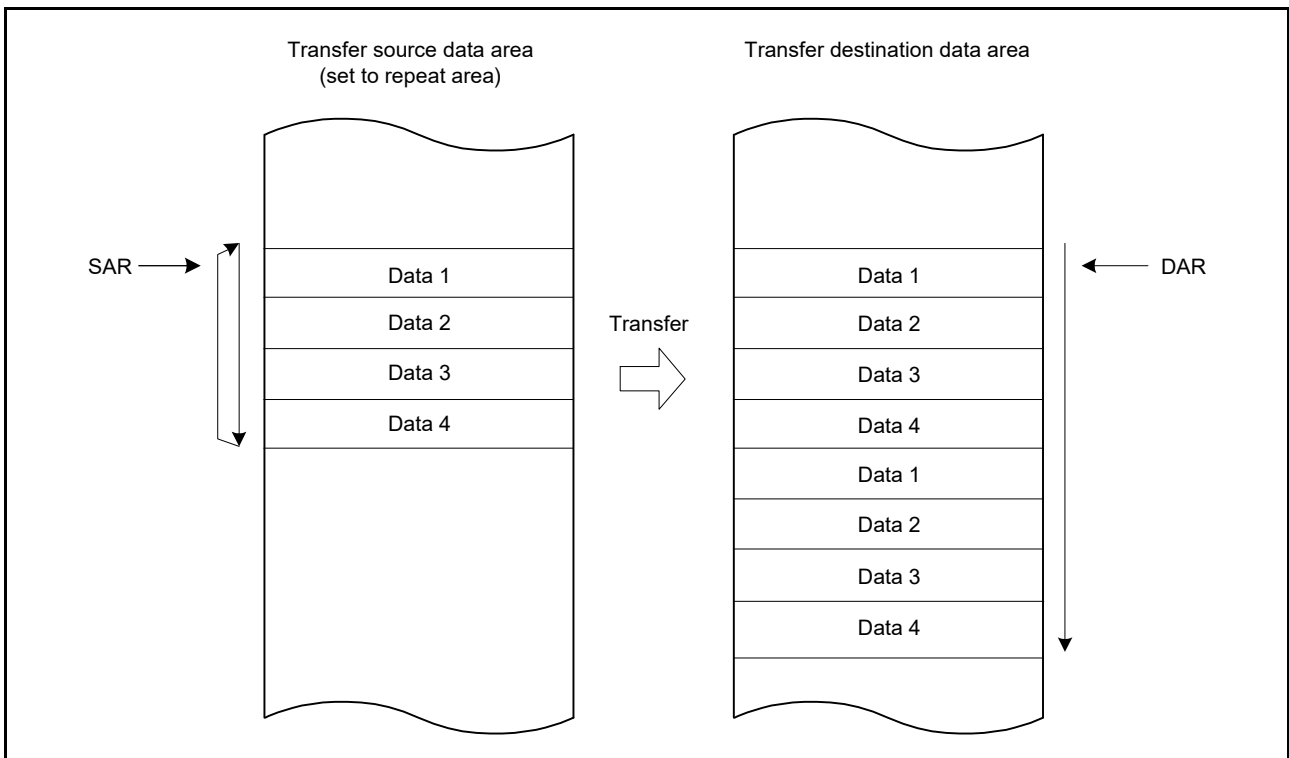 Transfer source data area
(set to repeat area)
Transfer destination data area
SAR
Data 1
Data 2
Data 3
Data 4
Transfer
Data 1
Data 2
Data 3
Data 4
Data 1
Data 2
Data 3
Data 4
DAR